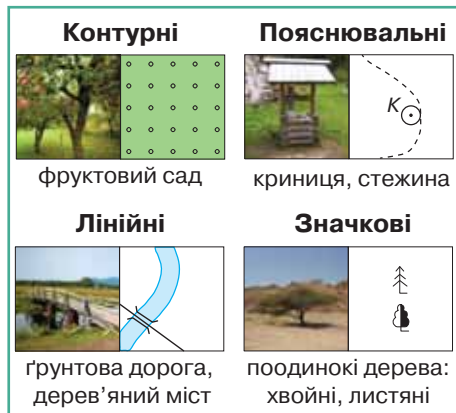 Контурні
фруктовий сад
Пояснювальні
К
криниця, стежина
Лінійні
ґрунтова дорога,
дерев’яний міст
Значкові
поодинокі дерева:
хвойні, листяні